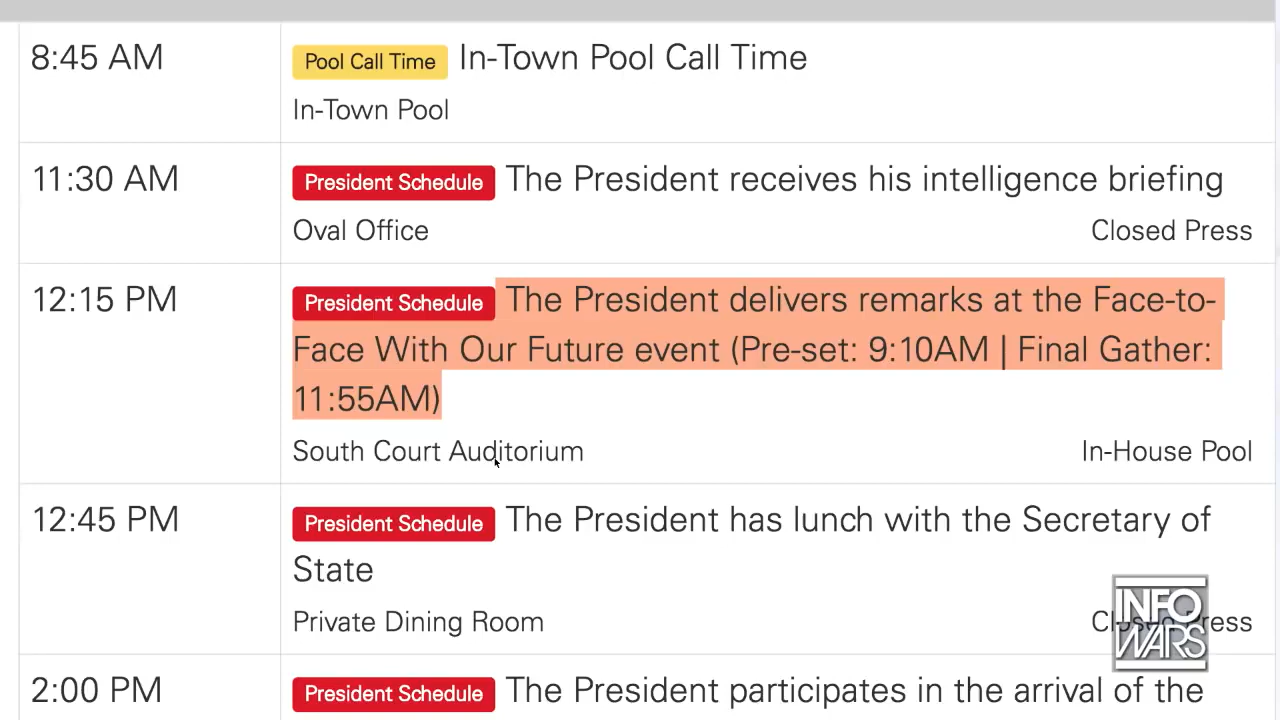 8:45 AM
Pool Call Time In-Town Pool Call Time
In-Town Pool
11:30 AM
President Schedule The President receives his intelligence briefing
Oval Office Closed Press
12:15 PM
President Schedule The President delivers remarks at the Face-to-
Face With Our Future event (Pre-set: 9:10AM | Final Gather:
11:55AM)
South Court Auditorium In-House Pool
12:45 PM
President Schedule The President has lunch with the Secretary of
State
Private Dining Room Closed Press
INFO
WARS
2:00 PM
President Schedule The President participates in the arrival of the